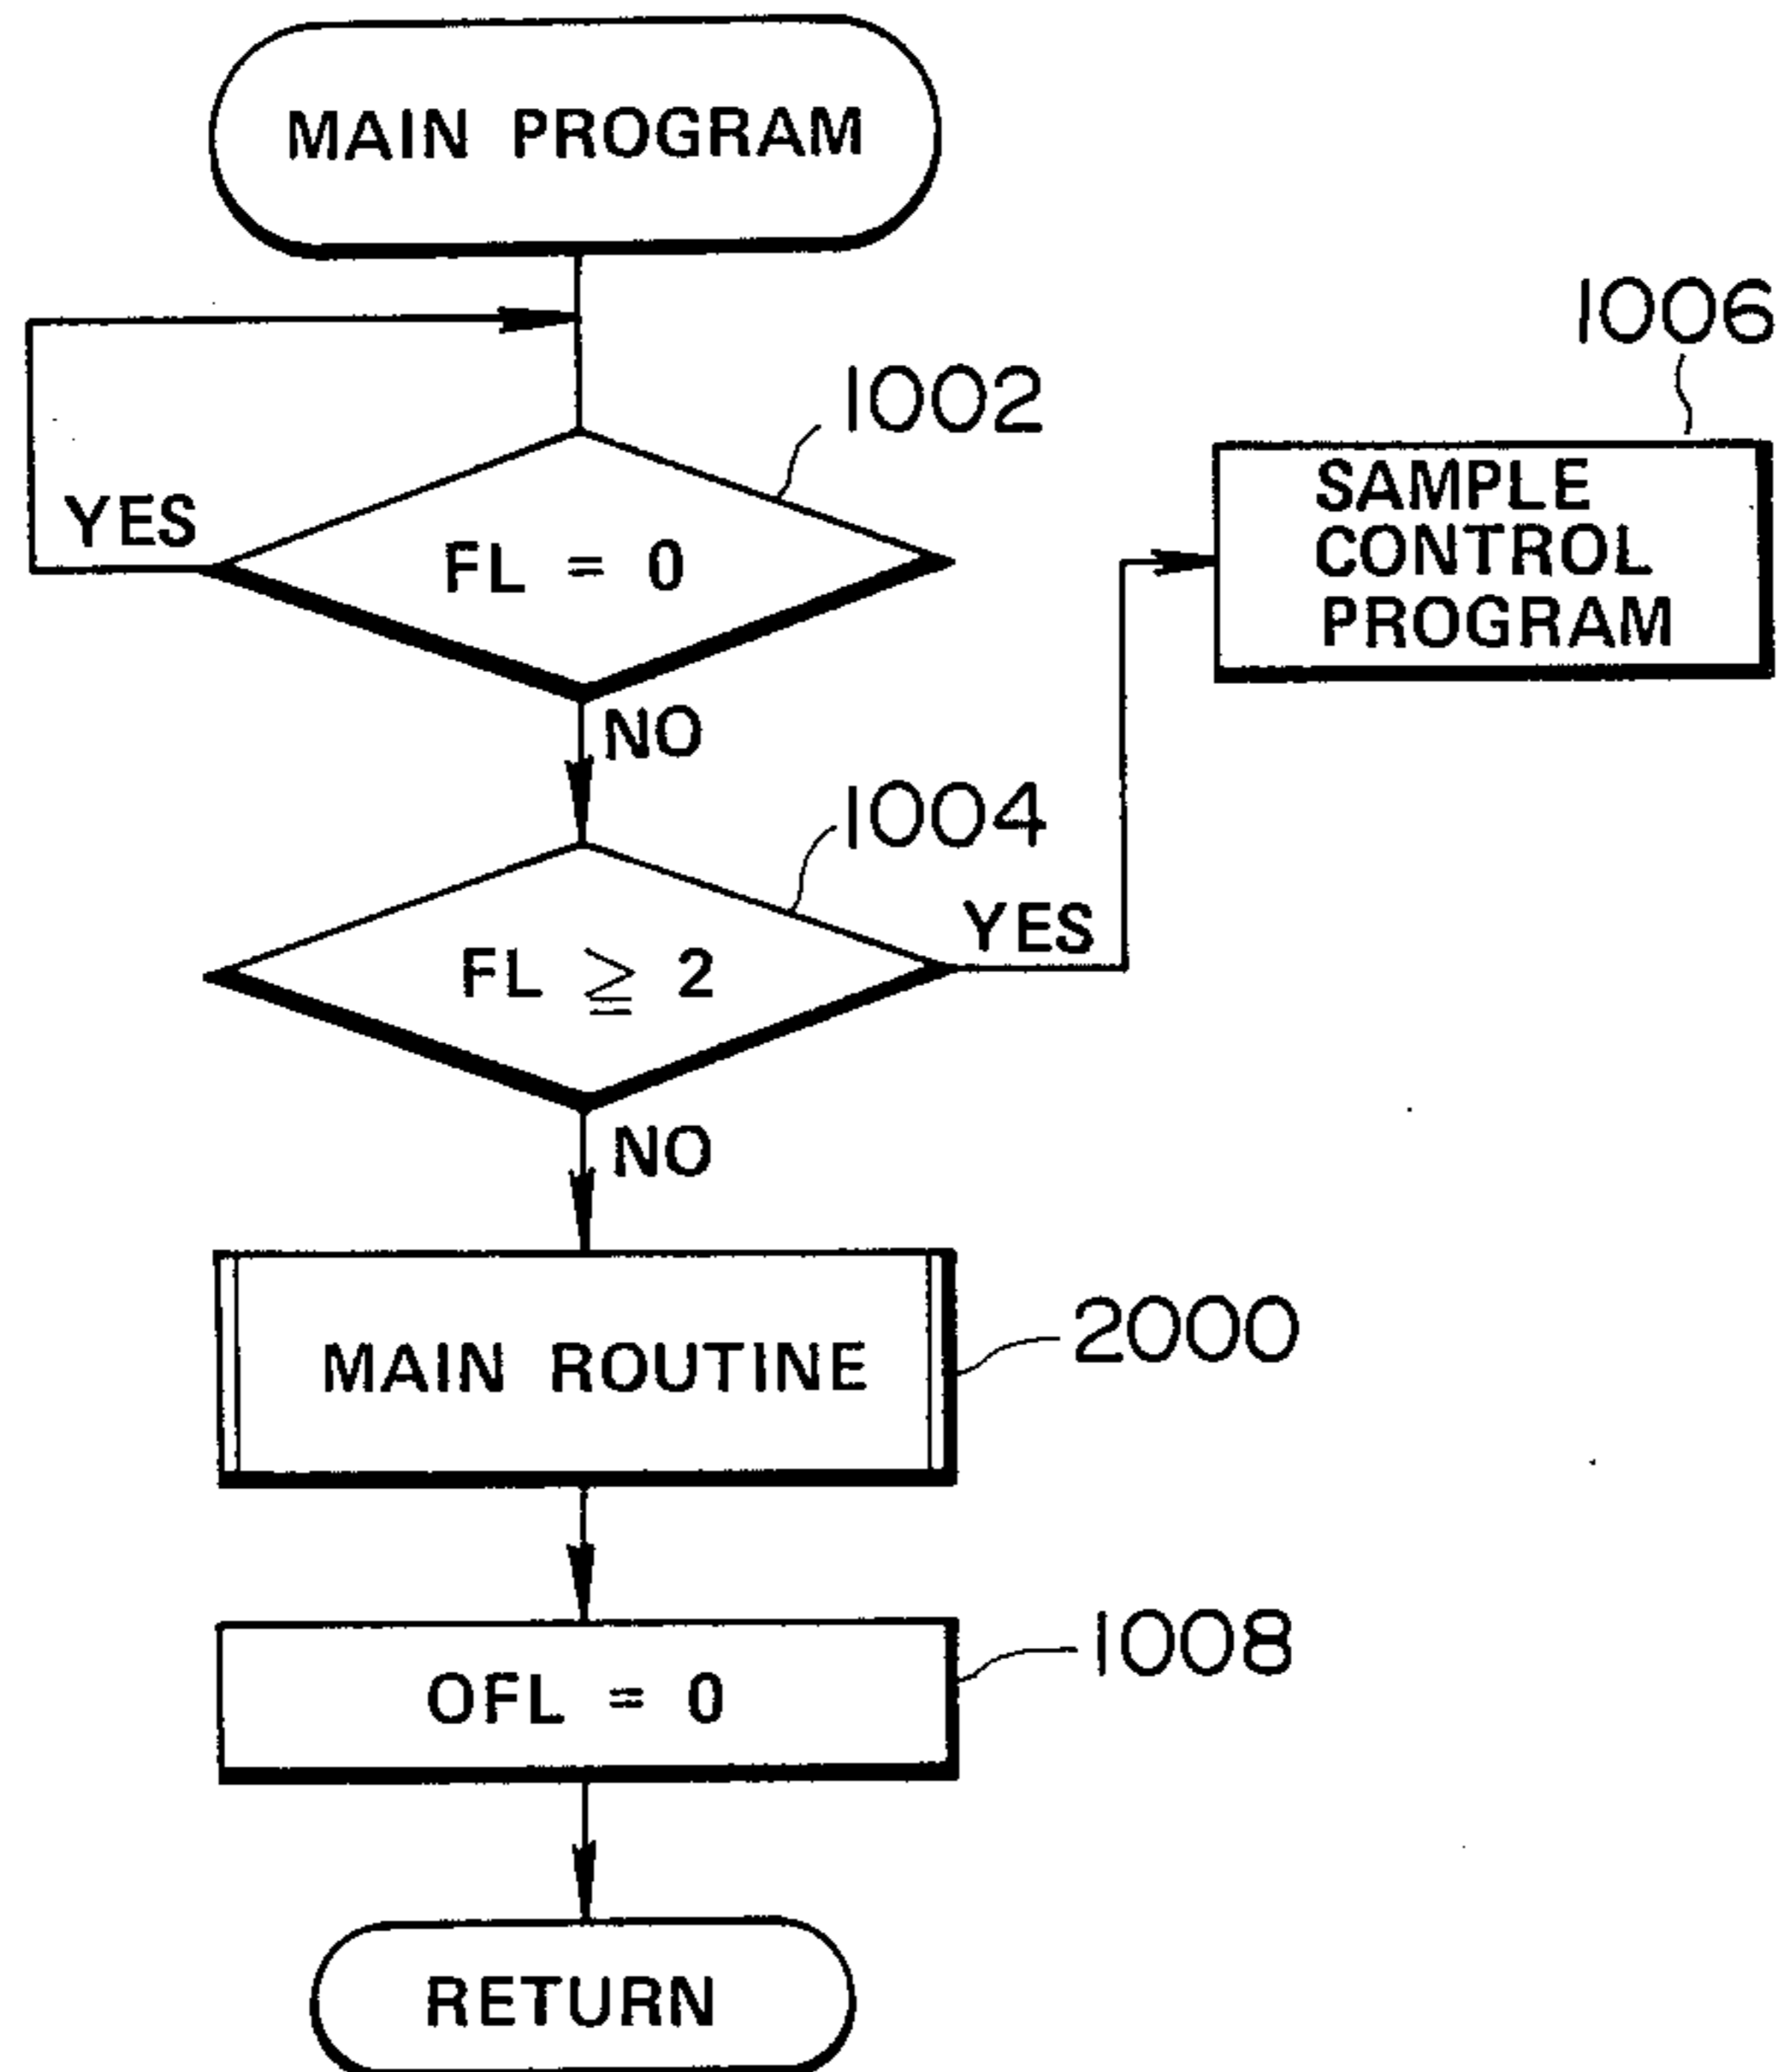 MAIN PROGRAM
1006
1002
SAMPLE
CONTROL
PROGRAM
YES
FL = 0
NO
1004
YES
FL ≧ 2
NO
MAIN ROUTINE
2000
1008
OFL = 0
RETURN